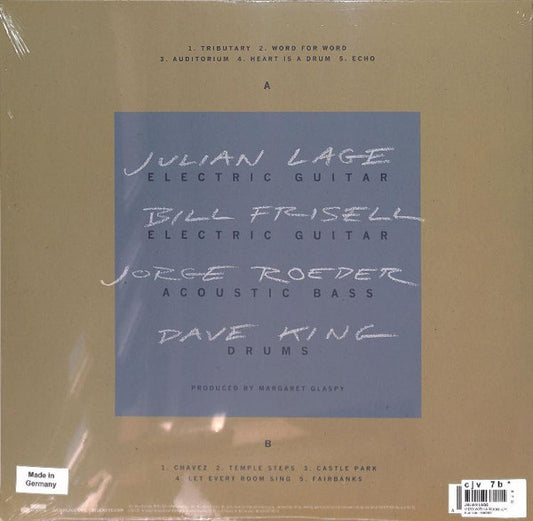 1. TRIBUTARY 2. WORD FOR WORD
3. AUDITORIUM 4. HEART IS A DRUM 5. ECHO
A
JULIAN LAGE
ELECTRIC GUITAR
BILL FRISELL
ELECTRIC GUITAR
JORGE ROEDER
ACOUSTIC BASS
DAVE KING
DRUMS
PRODUCED BY MARGARET GLASPY
B
1. CHAVEZ 2. TEMPLE STEPS 3. CASTLE PARK
4. LET EVERY ROOM SING 5. FAIRBANKS
Made in
Germany
c|v 7b*